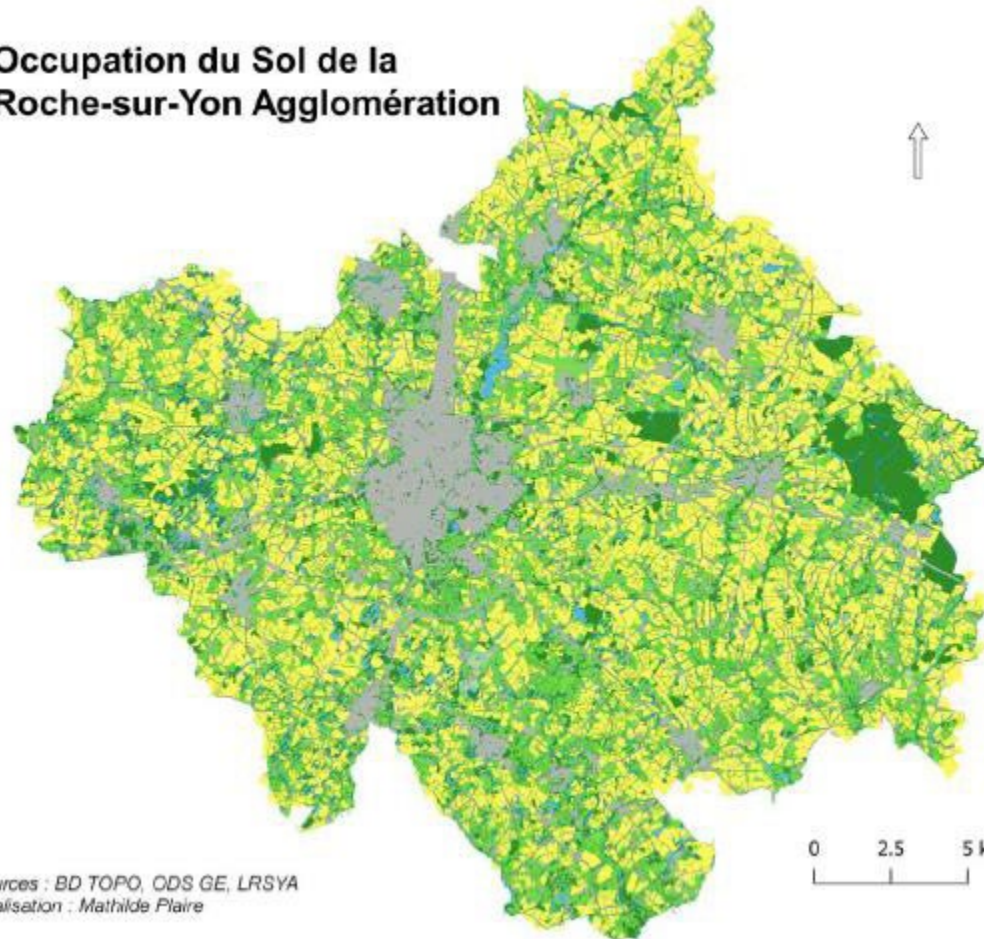 Occupation du Sol de la
Roche-sur-Yon Agglomération
0 2.5 5 k
urces : BD TOPO, ODS GE, LRSYA
alisation : Mathilde Plaire